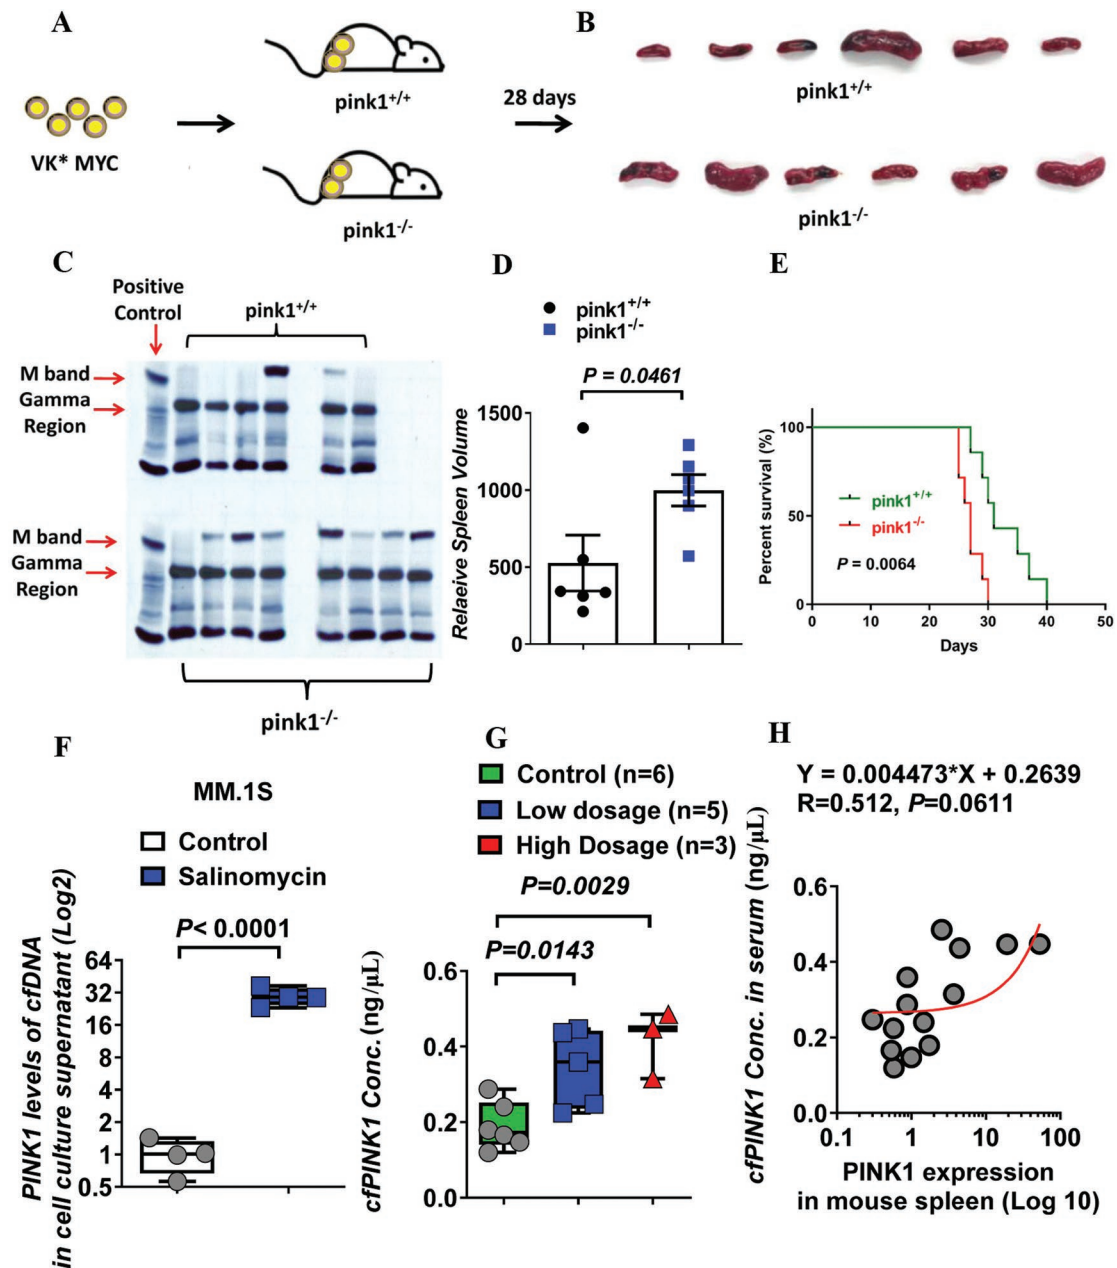 A
VK* MYC
pink1+/+
pink1-/-
28 days
B
pink1+/+
pink1-/-
C
Positive
Control
pink1+/+
M band
Gamma
Region
M band
Gamma
Region
pink1-/-
D
pink1+/+
pink1-/-
P = 0.0461
Relaeive Spleen Volume
1500
1000
500
0
E
Percent survival (%)
100
50
0
pink1+/+
pink1-/-
P = 0.0064
0 10 20 30 40 50
Days
F
MM.1S
Control
Salinomycin
P< 0.0001
PINK1 levels of cfDNA
in cell culture supernatant (Log2)
64
32
16
8
4
2
1
0.5
G
Control (n=6)
Low dosage (n=5)
High Dosage (n=3)
P=0.0029
P=0.0143
cfPINK1 Conc. (ng/µL)
0.6
0.4
0.2
0.0
H
Y = 0.004473*X + 0.2639
R=0.512, P=0.0611
cfPINK1 Conc. in serum (ng/µL)
0.6
0.4
0.2
0.0
0.1 1 10 100
PINK1 expression
in mouse spleen (Log 10)